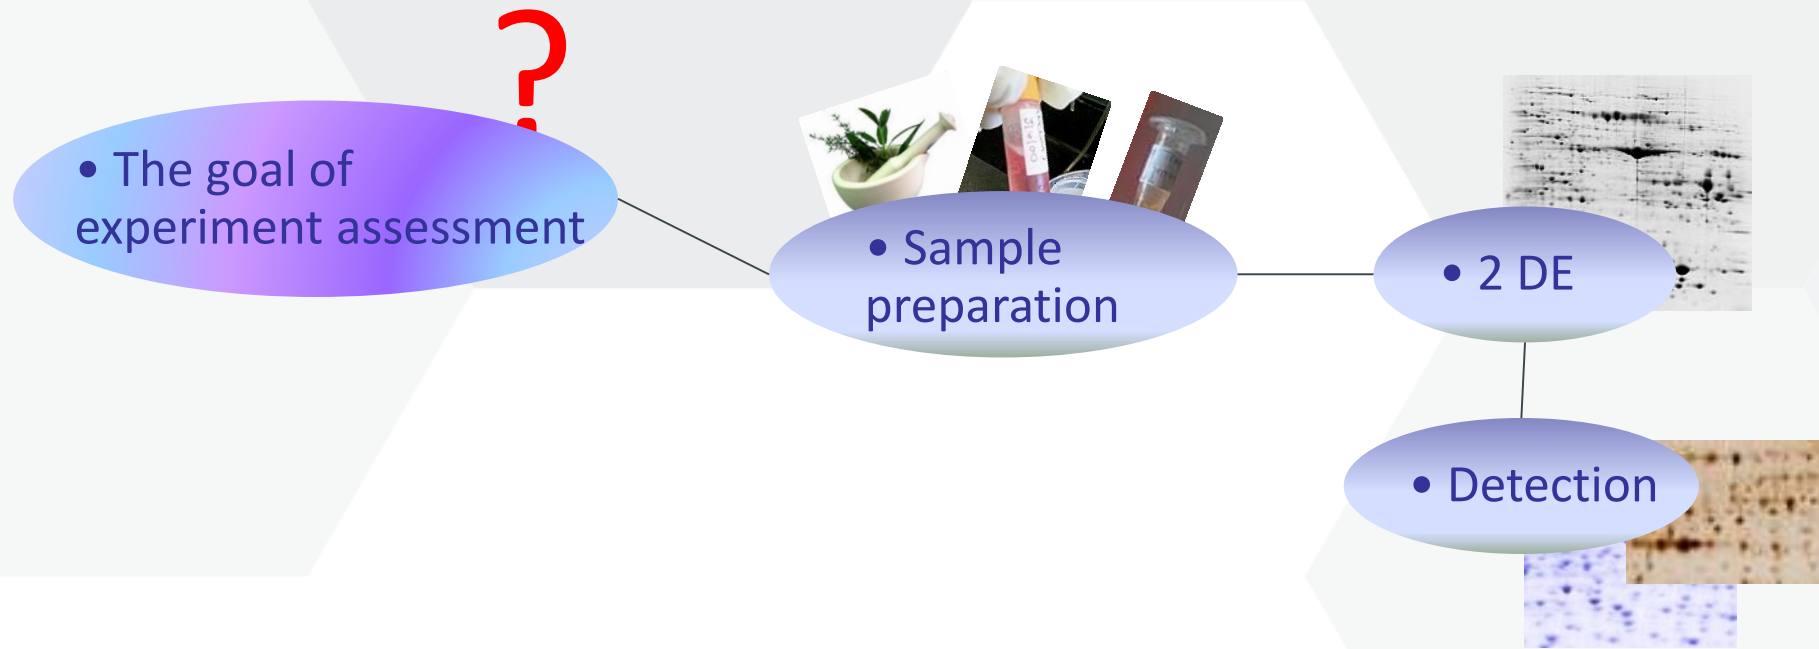 ?
• The goal of
experiment assessment
• Sample
preparation
• 2 DE
• Detection